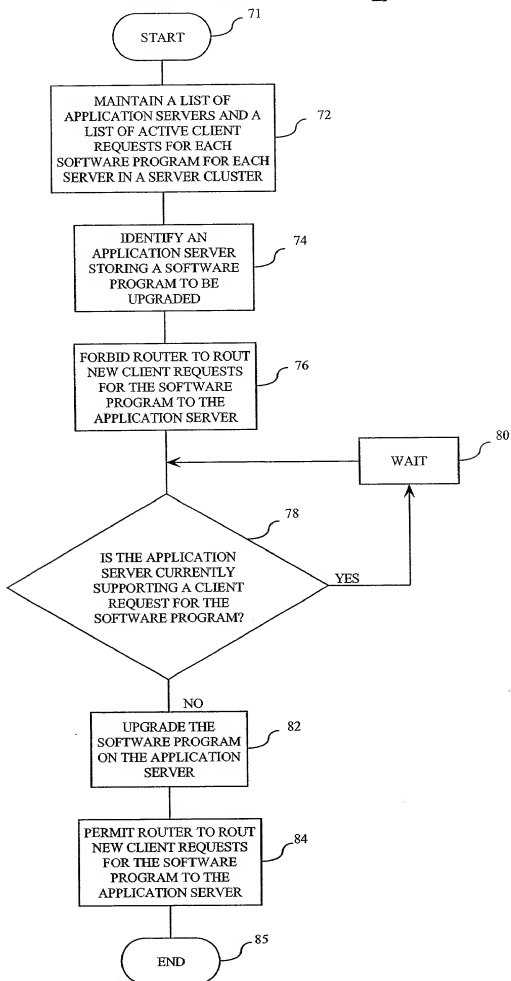 71
START
MAINTAIN A LIST OF
APPLICATION SERVERS AND A
LIST OF ACTIVE CLIENT
REQUESTS FOR EACH
SOFTWARE PROGRAM FOR EACH
SERVER IN A SERVER CLUSTER
72
IDENTIFY AN
APPLICATION SERVER
STORING A SOFTWARE
PROGRAM TO BE
UPGRADED
74
FORBID ROUTER TO ROUT
NEW CLIENT REQUESTS
FOR THE SOFTWARE
PROGRAM TO THE
APPLICATION SERVER
76
80
WAIT
78
IS THE APPLICATION
SERVER CURRENTLY
SUPPORTING A CLIENT
REQUEST FOR THE
SOFTWARE PROGRAM?
YES
NO
UPGRADE THE
SOFTWARE PROGRAM
ON THE APPLICATION
SERVER
82
PERMIT ROUTER TO ROUT
NEW CLIENT REQUESTS
FOR THE SOFTWARE
PROGRAM TO THE
APPLICATION SERVER
84
85
END